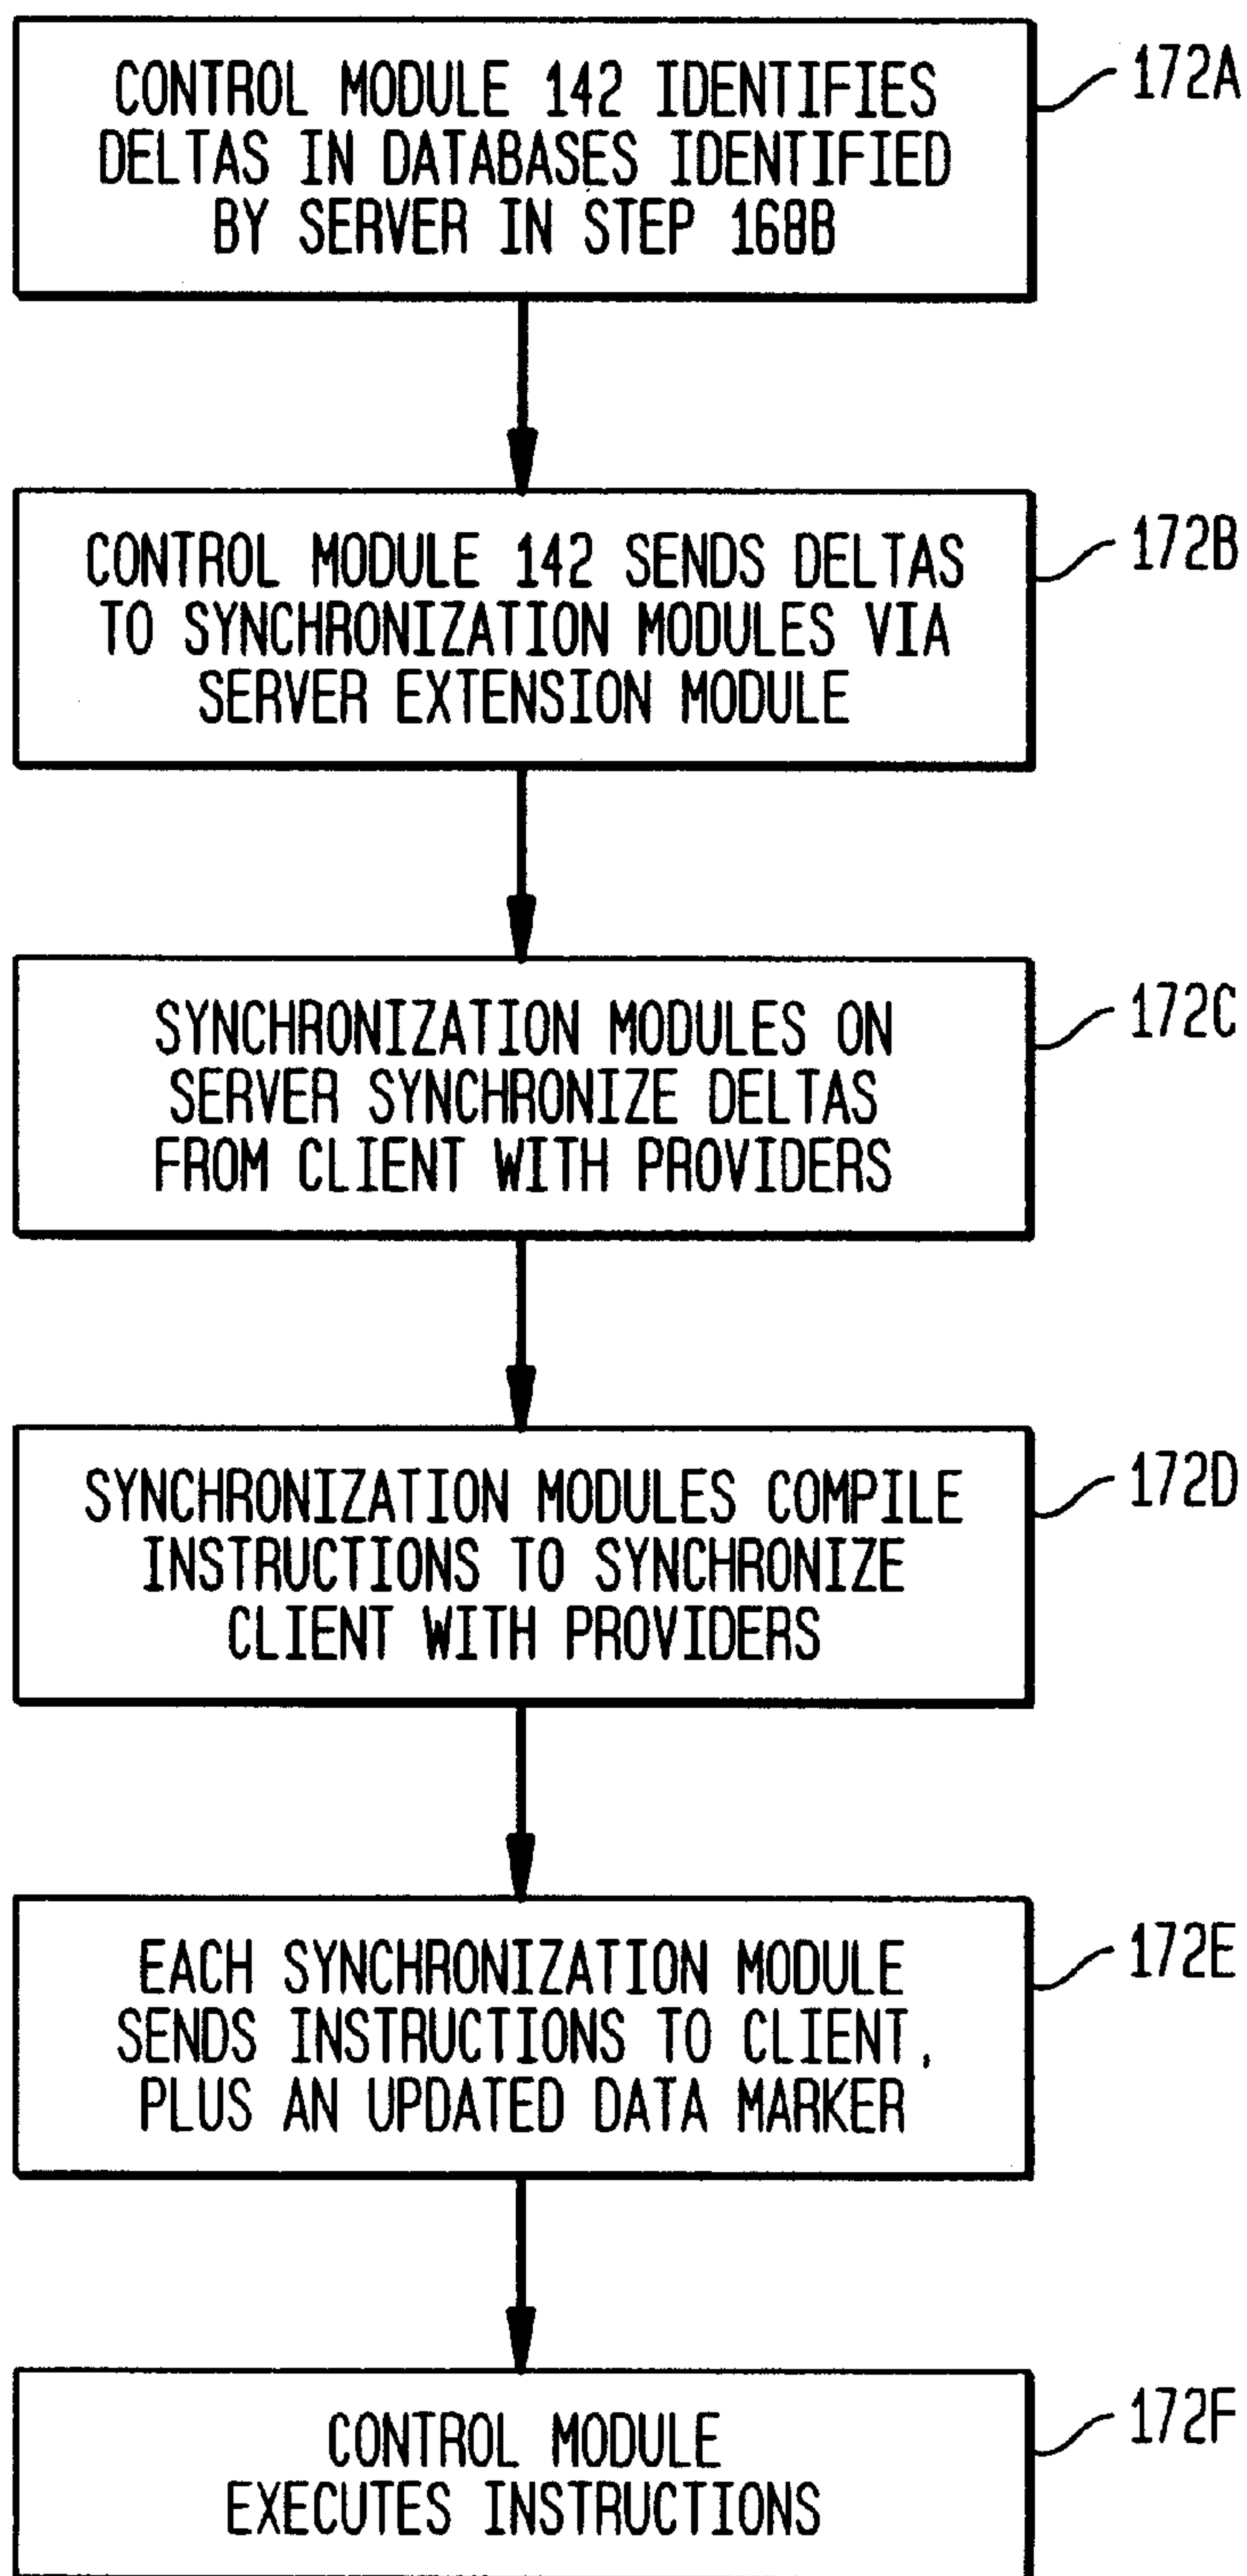 CONTROL MODULE 142 IDENTIFIES
DELTAS IN DATABASES IDENTIFIED
BY SERVER IN STEP 168B
172A
CONTROL MODULE 142 SENDS DELTAS
TO SYNCHRONIZATION MODULES VIA
SERVER EXTENSION MODULE
172B
SYNCHRONIZATION MODULES ON
SERVER SYNCHRONIZE DELTAS
FROM CLIENT WITH PROVIDERS
172C
SYNCHRONIZATION MODULES COMPILE
INSTRUCTIONS TO SYNCHRONIZE
CLIENT WITH PROVIDERS
172D
EACH SYNCHRONIZATION MODULE
SENDS INSTRUCTIONS TO CLIENT,
PLUS AN UPDATED DATA MARKER
172E
CONTROL MODULE
EXECUTES INSTRUCTIONS
172F